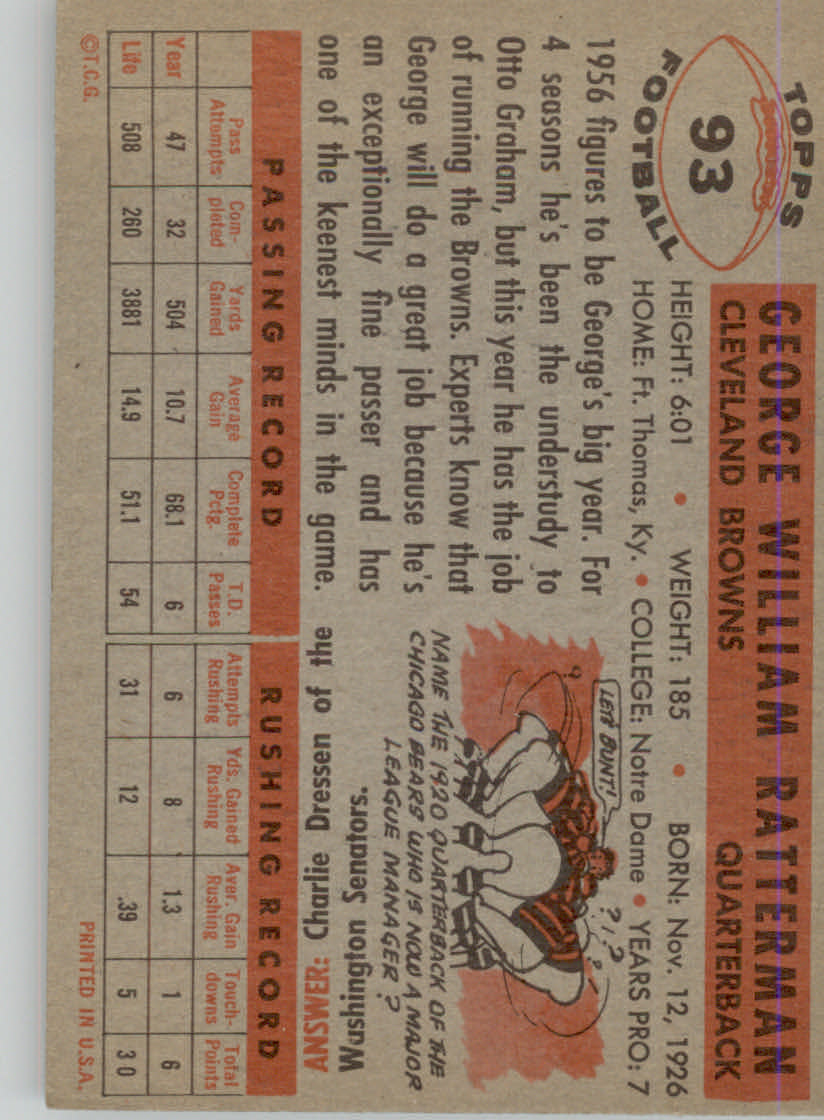 TOPPS
93
FOOTBALL
GEORGE WILLIAM RATTERMAN
CLEVELAND BROWNS QUARTERBACK
HEIGHT: 6:01 • WEIGHT: 185 • BORN: Nov. 12, 1926
HOME: Ft. Thomas, Ky. • COLLEGE: Notre Dame • YEARS PRO: 7
1956 figures to be George's big year. For
4 seasons he's been the understudy to
Otto Graham, but this year he has the job
of running the Browns. Experts know that
George will do a great job because he's
an exceptionally fine passer and has
one of the keenest minds in the game.
LET'S BUNT!
? ! ?
NAME THE 1920 QUARTERBACK OF THE
CHICAGO BEARS WHO IS NOW A MAJOR
LEAGUE MANAGER?
ANSWER: Charlie Dressen of the
Washington Senators.
PASSING RECORD RUSHING RECORD
Year Pass Attempts Com- pleted Yards Gained Average Gain Complete Pctg. T.D. Passes Attempts Rushing Yds. Gained Rushing Aver. Gain Rushing Touch- downs Total Points
Year 47 32 504 10.7 68.1 6 6 8 1.3 1 6
Life 508 260 3881 14.9 51.1 54 31 12 .39 5 30
©T.C.G. PRINTED IN U.S.A.